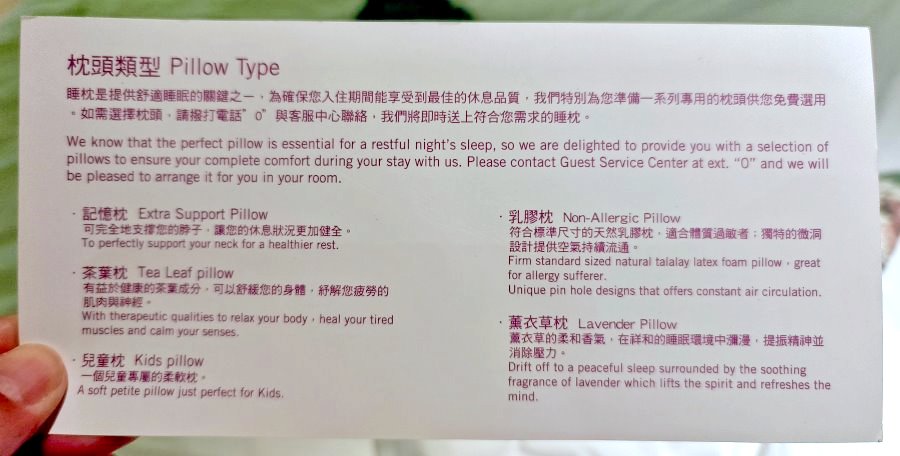 枕頭類型 Pillow Type
睡枕是提供舒適睡眠的關鍵之一，為確保您入住期間能享受到最佳的休息品質，我們特別為您準備一系列專用的枕頭供您免費選用
。如需選擇枕頭，請撥打電話”0”與客服中心聯絡，我們將即時送上符合您需求的睡枕。
We know that the perfect pillow is essential for a restful night's sleep, so we are delighted to provide you with a selection of
pillows to ensure your complete comfort during your stay with us. Please contact Guest Service Center at ext. “0” and we will
be pleased to arrange it for you in your room.
· 記憶枕 Extra Support Pillow
可完全地支撐您的脖子，讓您的休息狀況更加健全。
To perfectly support your neck for a healthier rest.
· 茶葉枕 Tea Leaf pillow
有益於健康的茶葉成分，可以舒緩您的身體，紓解您疲勞的
肌肉與神經。
With therapeutic qualities to relax your body，heal your tired
muscles and calm your senses.
· 兒童枕 Kids pillow
一個兒童專屬的柔軟枕。
A soft petite pillow just perfect for Kids.
· 乳膠枕 Non-Allergic Pillow
符合標準尺寸的天然乳膠枕，適合體質過敏者；獨特的微洞
設計提供空氣持續流通。
Firm standard sized natural talalay latex foam pillow，great
for allergy sufferer.
Unique pin hole designs that offers constant air circulation.
· 薰衣草枕 Lavender Pillow
薰衣草的柔和香氣，在祥和的睡眠環境中瀰漫，提振精神並
消除壓力。
Drift off to a peaceful sleep surrounded by the soothing
fragrance of lavender which lifts the spirit and refreshes the
mind.